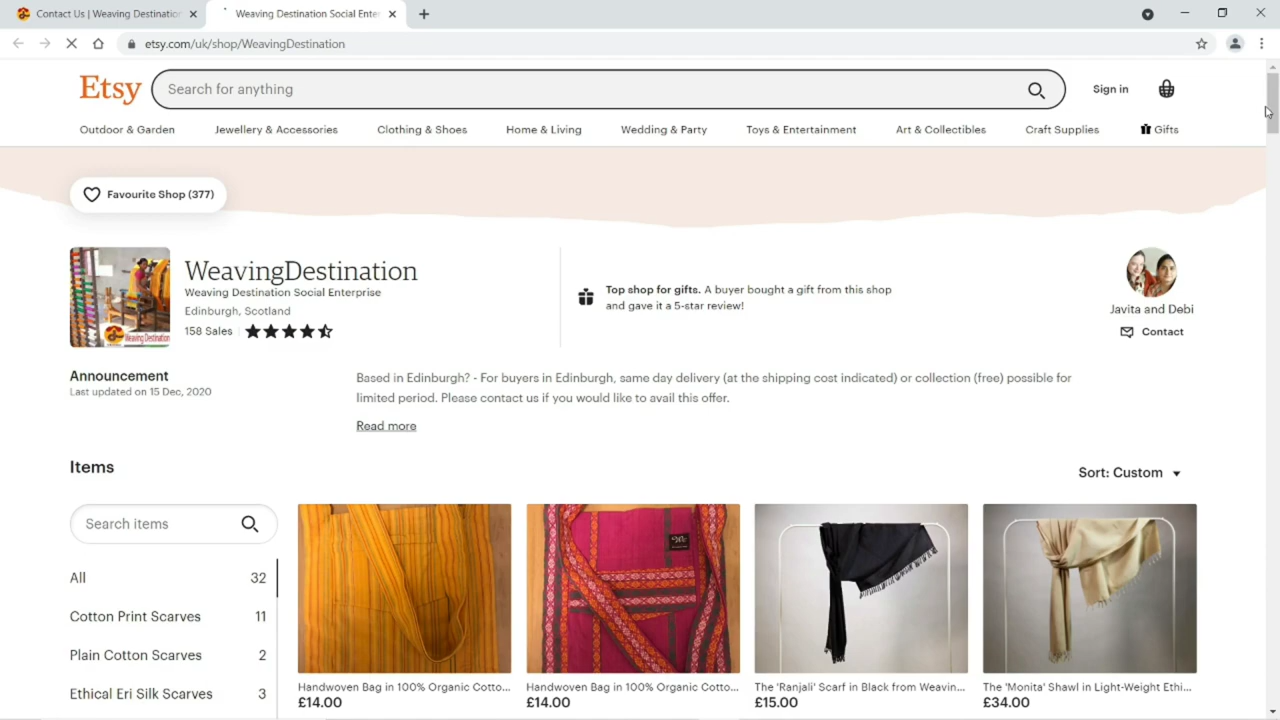 Contact Us | Weaving Destination
Weaving Destination Social Ente
etsy.com/uk/shop/WeavingDestination
Etsy
Search for anything
Sign in
Outdoor & Garden
Jewellery & Accessories
Clothing & Shoes
Home & Living
Wedding & Party
Toys & Entertainment
Art & Collectibles
Craft Supplies
Gifts
Favourite Shop (377)
WeavingDestination
Weaving Destination Social Enterprise
Edinburgh, Scotland
158 Sales
Weaving Destination
Top shop for gifts. A buyer bought a gift from this shop
and gave it a 5-star review!
Javita and Debi
Contact
Announcement
Last updated on 15 Dec, 2020
Based in Edinburgh? - For buyers in Edinburgh, same day delivery (at the shipping cost indicated) or collection (free) possible for
limited period. Please contact us if you would like to avail this offer.
Read more
Items
Sort: Custom
Search items
All 32
Cotton Print Scarves 11
Plain Cotton Scarves 2
Ethical Eri Silk Scarves 3
Handwoven Bag in 100% Organic Cotto...
£14.00
Handwoven Bag in 100% Organic Cotto...
£14.00
The 'Ranjali' Scarf in Black from Weavin...
£15.00
The 'Monita' Shawl in Light-Weight Ethi...
£34.00